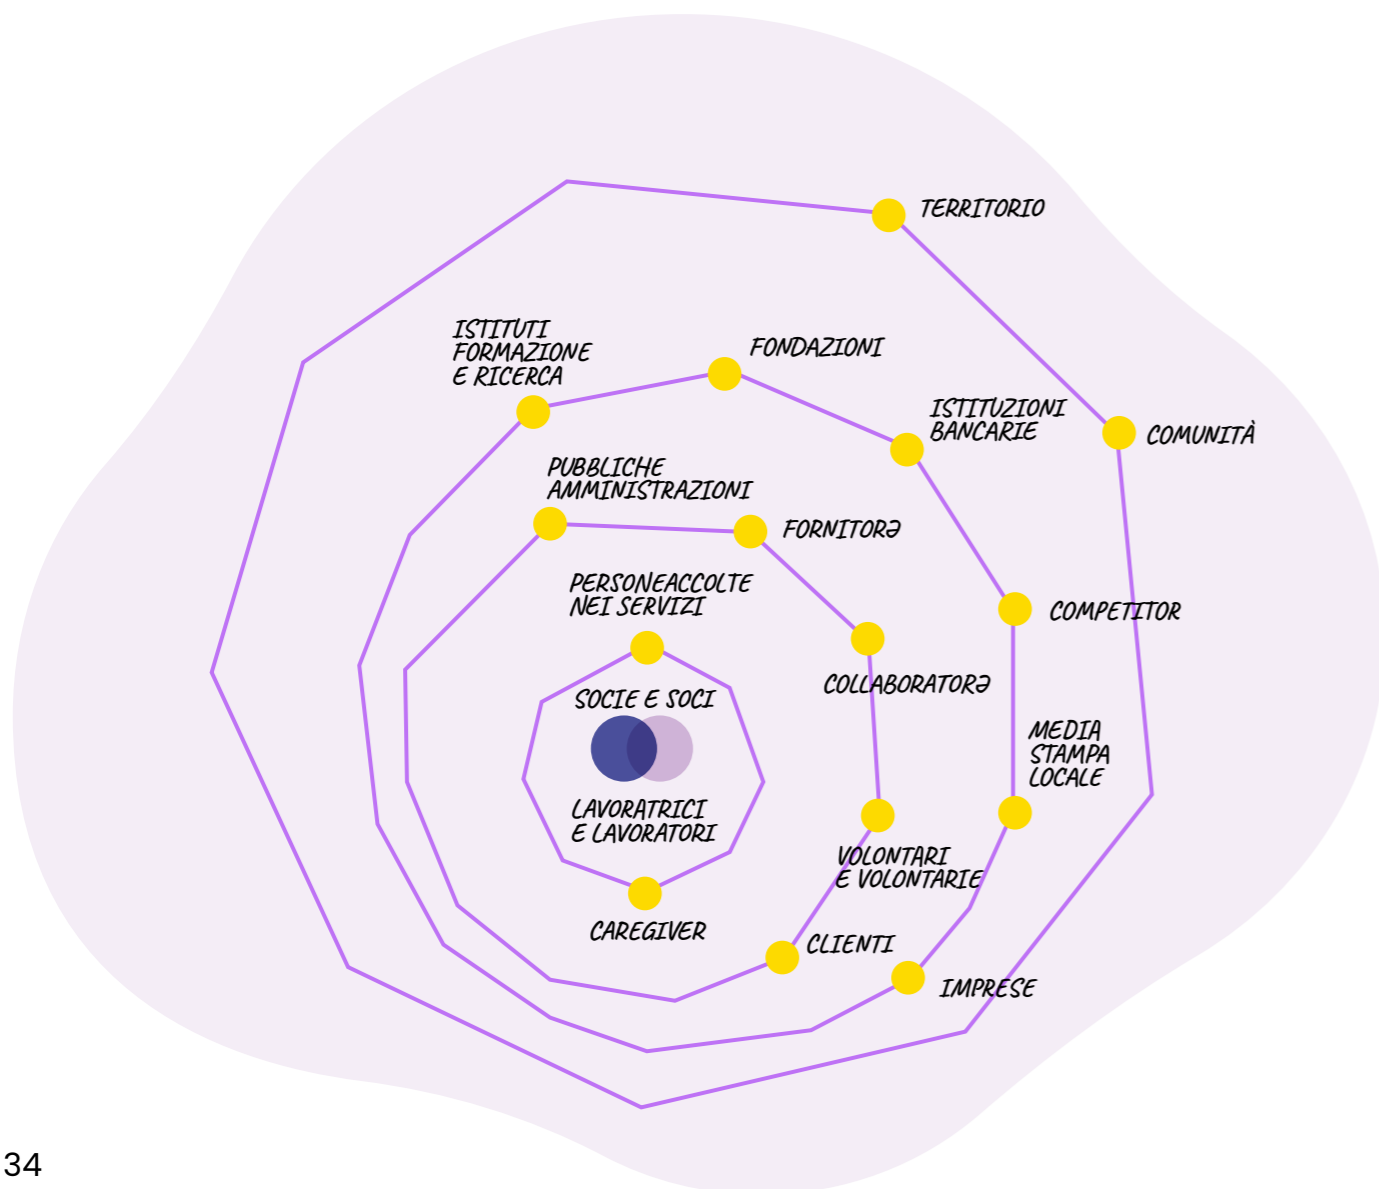 TERRITORIO
ISTITUTI
FORMAZIONE
E RICERCA
FONDAZIONI
ISTITUZIONI
BANCARIE
COMUNITÀ
PUBBLICHE
AMMINISTRAZIONI
FORNITORƏ
PERSONEACCOLTE
NEI SERVIZI
COMPETITOR
COLLABORATORƏ
SOCIE E SOCI
MEDIA
STAMPA
LOCALE
LAVORATRICI
E LAVORATORI
VOLONTARI
E VOLONTARIE
CAREGIVER
CLIENTI
IMPRESE
34